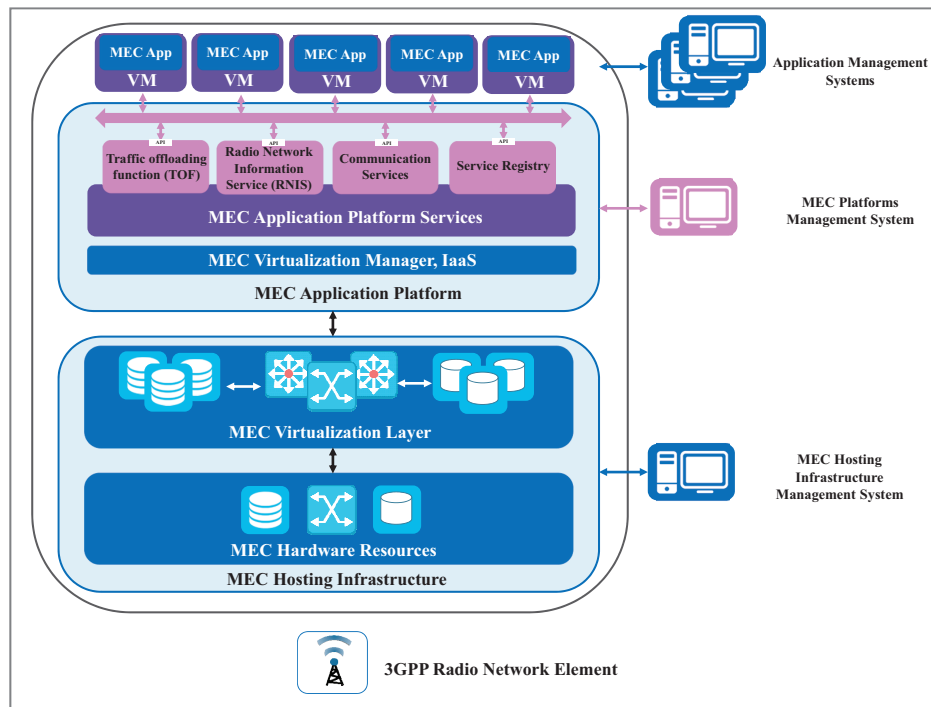 MEC App
VM
MEC App
VM
MEC App
VM
MEC App
VM
MEC App
VM
Application Management
Systems
API
API
API
API
Traffic offloading
function (TOF)
Radio Network
Information
Service (RNIS)
Communication
Services
Service Registry
MEC Application Platform Services
MEC Platforms
Management System
MEC Virtualization Manager, IaaS
MEC Application Platform
MEC Virtualization Layer
MEC Hosting
Infrastructure
Management System
MEC Hardware Resources
MEC Hosting Infrastructure
3GPP Radio Network Element